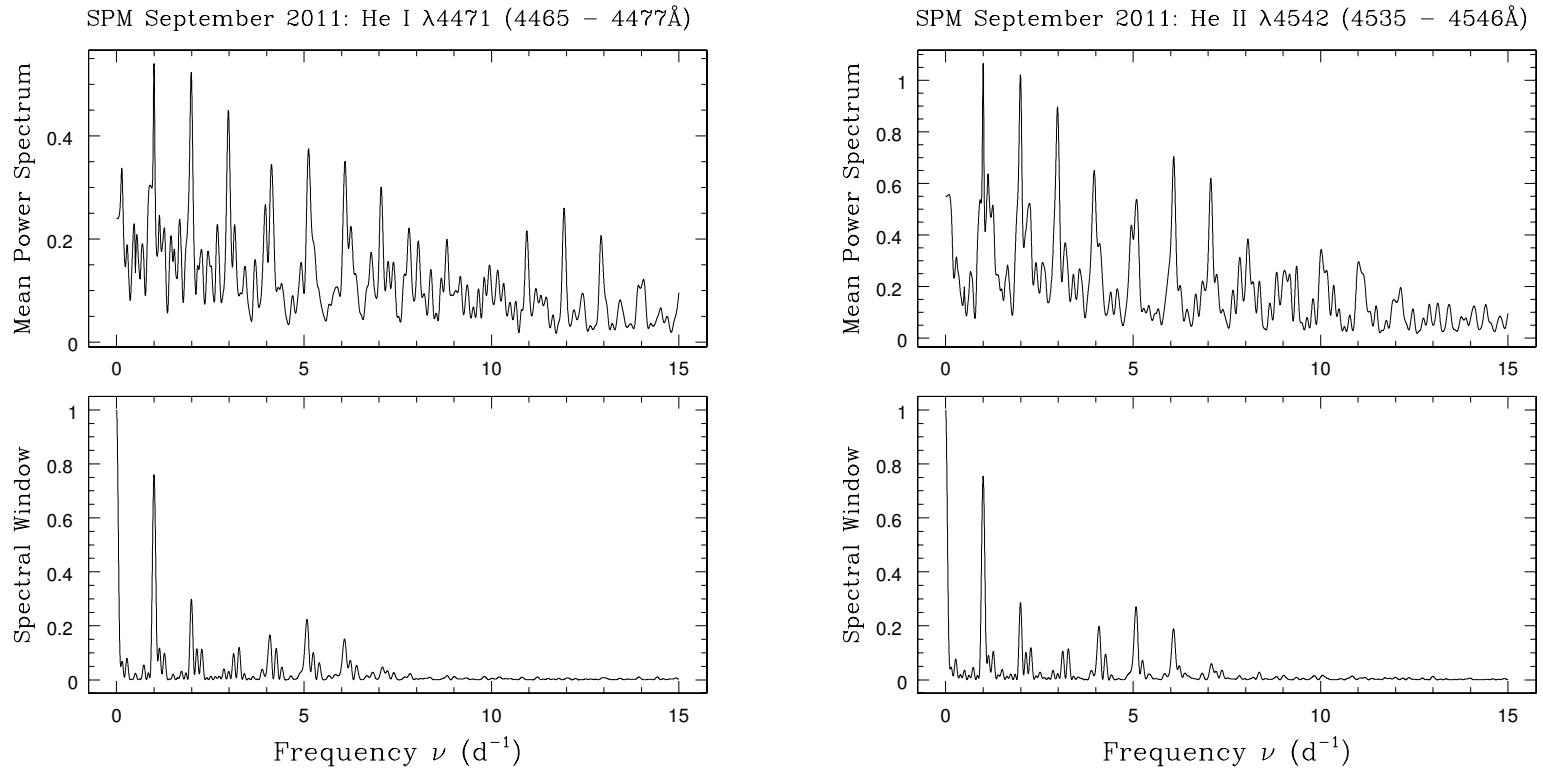 SPM September 2011: He I λ4471 (4465 – 4477Å)
Mean Power Spectrum
0.4
0.2
0
0 5 10 15
Spectral Window
1
0.8
0.6
0.4
0.2
0
0 5 10 15
Frequency ν (d⁻¹)
SPM September 2011: He II λ4542 (4535 – 4546Å)
Mean Power Spectrum
1
0.8
0.6
0.4
0.2
0
0 5 10 15
Spectral Window
1
0.8
0.6
0.4
0.2
0
0 5 10 15
Frequency ν (d⁻¹)